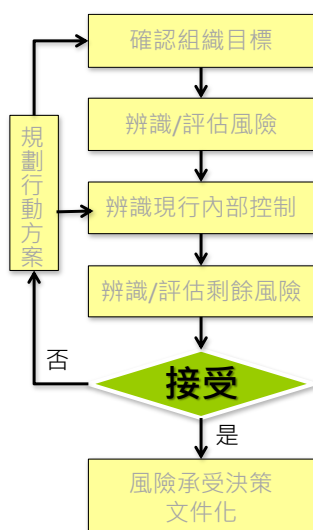 確認組織目標
辨識/評估風險
規劃行動方案
辨識現行內部控制
辨識/評估剩餘風險
否
接受
是
風險承受決策
文件化